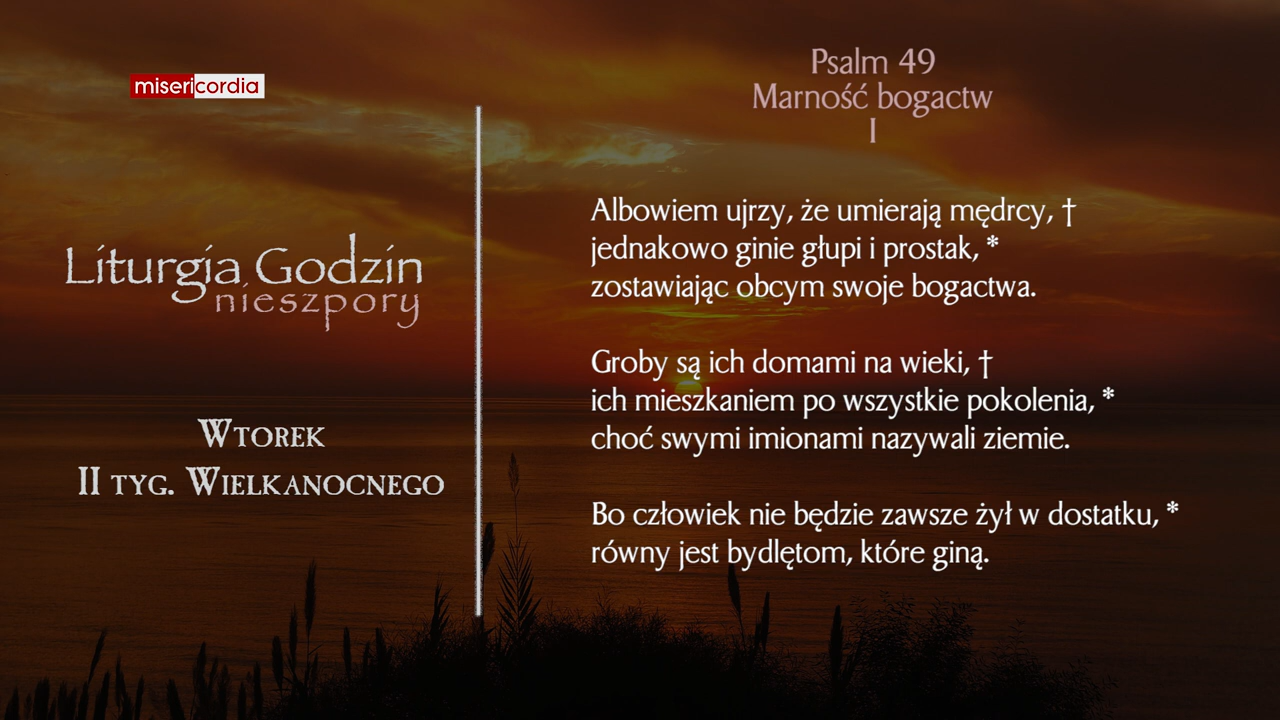 misericordia
Liturgia Godzin
nieszpory
Wtorek
II tyg. Wielkanocnego
Psalm 49
Marność bogactw
I
Albowiem ujrzy, że umierają mędrcy, †
jednakowo ginie głupi i prostak, *
zostawiając obcym swoje bogactwa.
Groby są ich domami na wieki, †
ich mieszkaniem po wszystkie pokolenia, *
choć swymi imionami nazywali ziemie.
Bo człowiek nie będzie zawsze żył w dostatku, *
równy jest bydlętom, które giną.